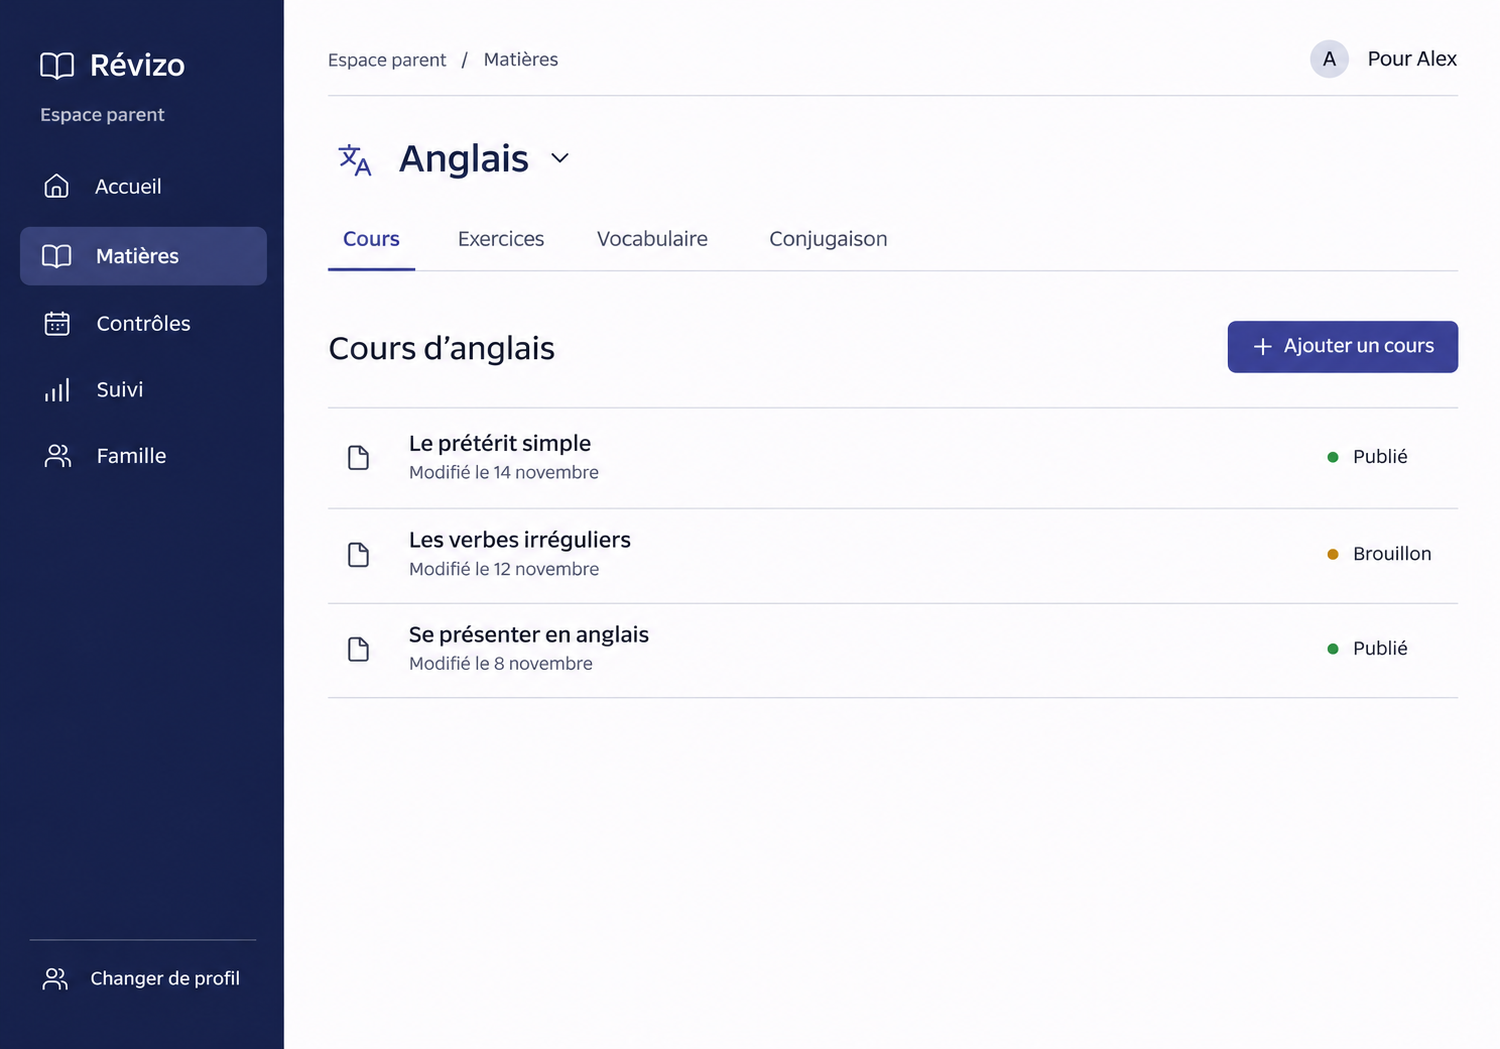 Révizo
Espace parent
Accueil
Matières
Contrôles
Suivi
Famille
Changer de profil
Espace parent / Matières
A Pour Alex
Anglais
Cours Exercices Vocabulaire Conjugaison
Cours d’anglais
+ Ajouter un cours
Le prétérit simple
Modifié le 14 novembre
Publié
Les verbes irréguliers
Modifié le 12 novembre
Brouillon
Se présenter en anglais
Modifié le 8 novembre
Publié